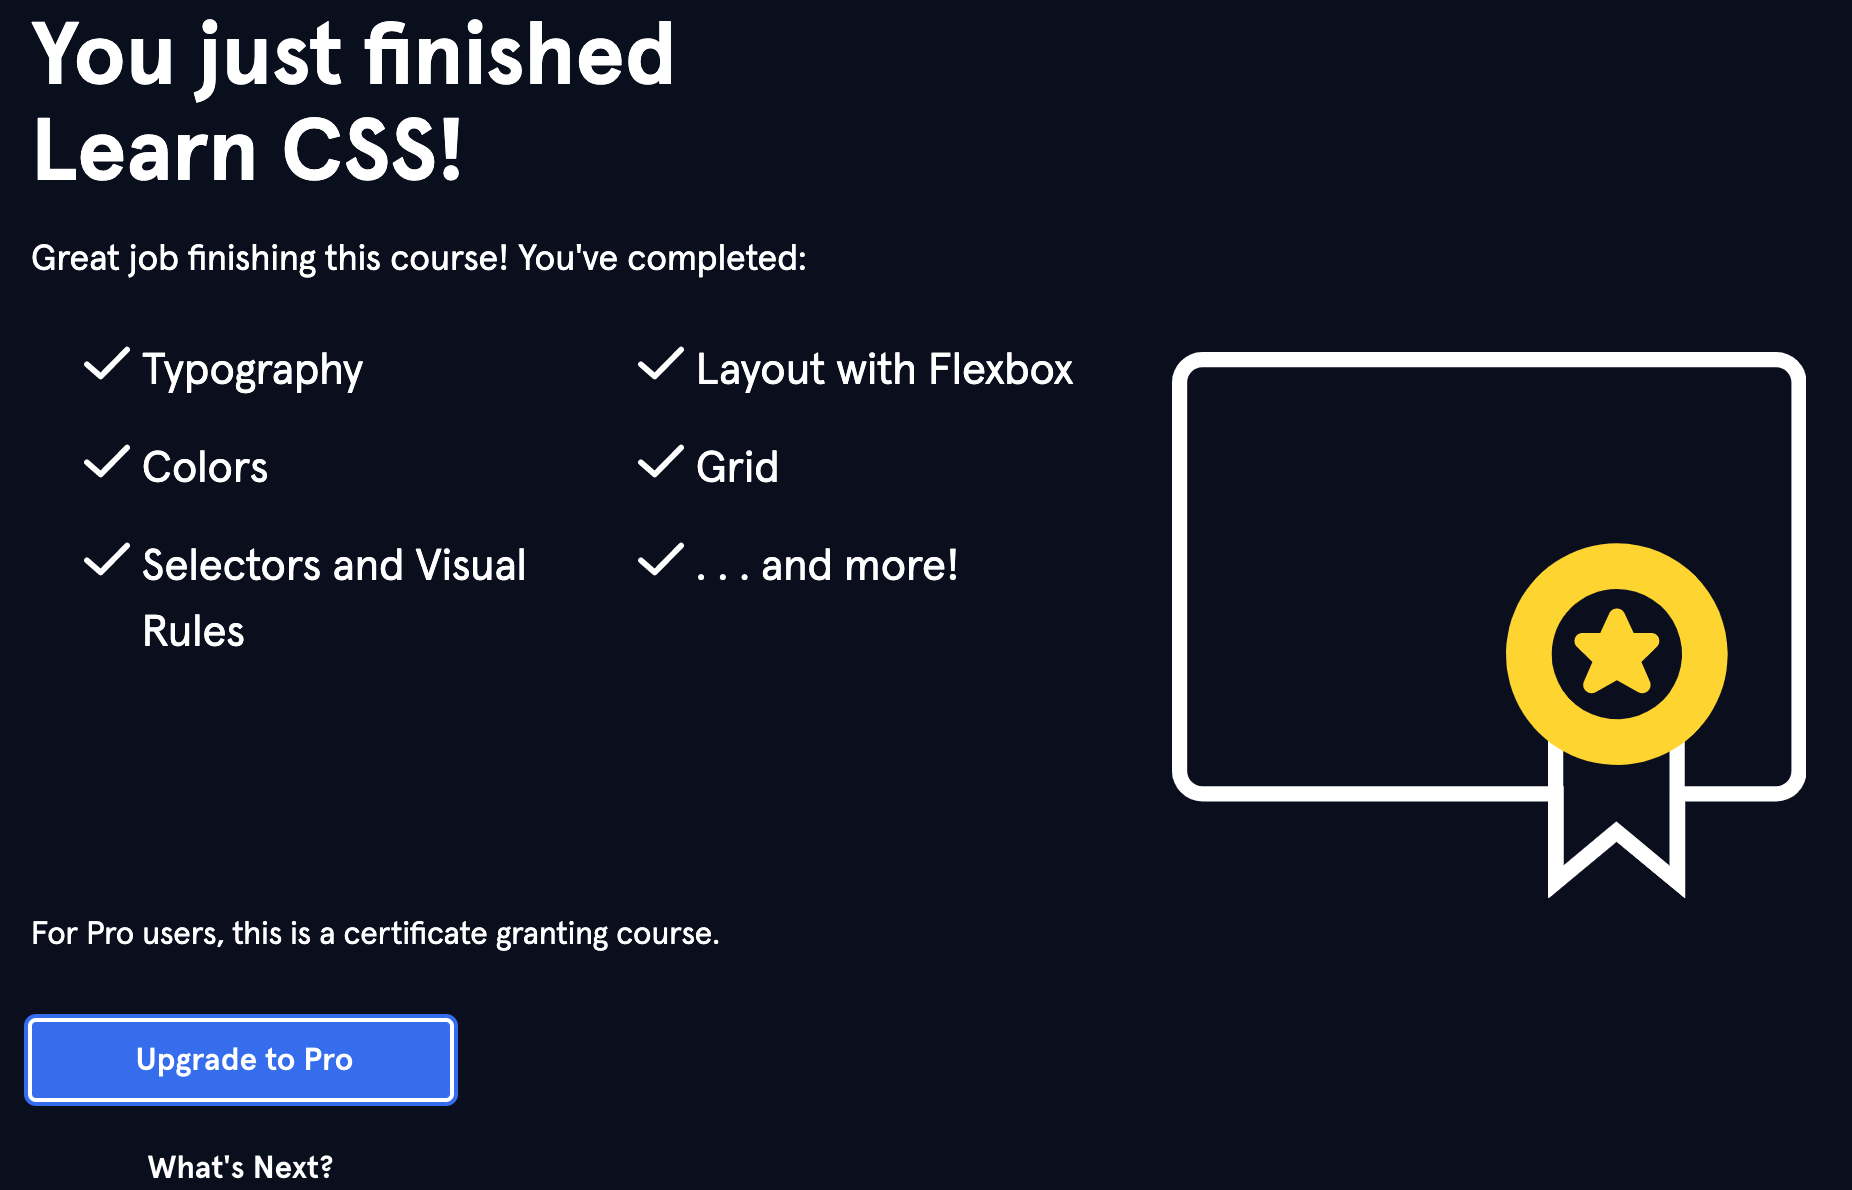 You just finished
Learn CSS!
Great job finishing this course! You've completed:
Typography
Colors
Selectors and Visual
Rules
Layout with Flexbox
Grid
. . . and more!
For Pro users, this is a certificate granting course.
Upgrade to Pro
What's Next?